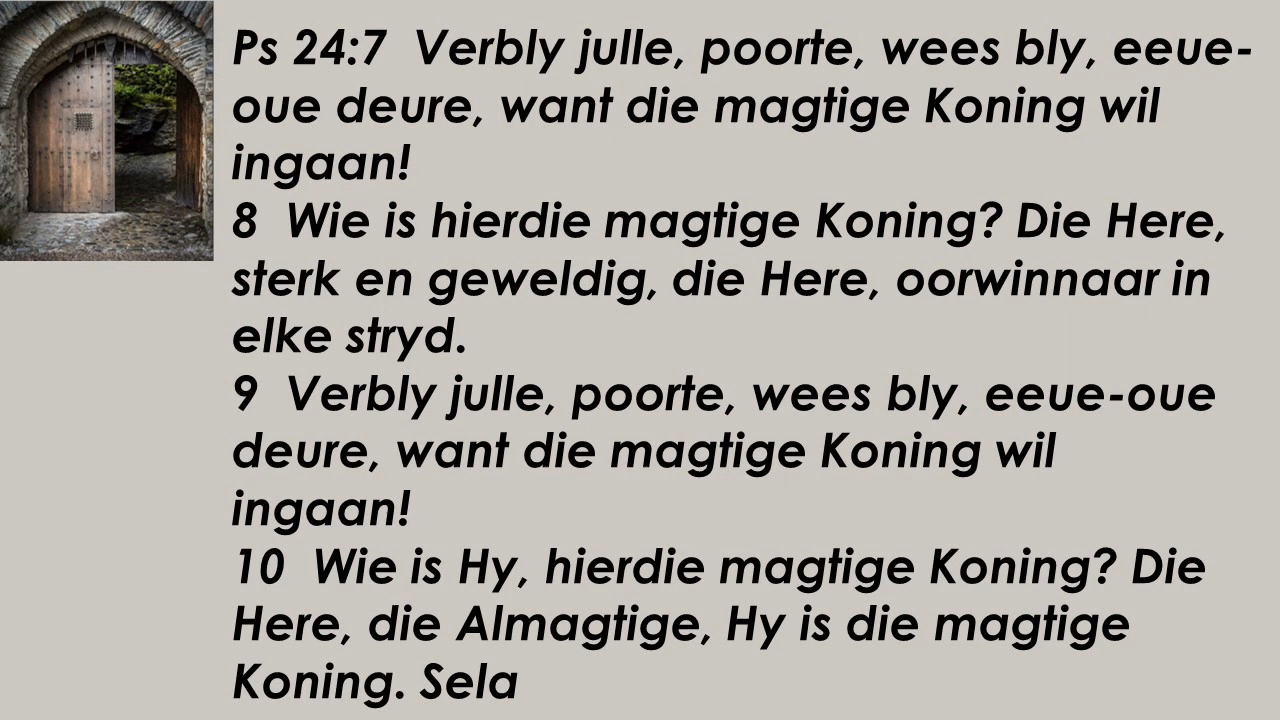 Ps 24:7  Verbly julle, poorte, wees bly, eeue-
oue deure, want die magtige Koning wil
ingaan!
8  Wie is hierdie magtige Koning? Die Here,
sterk en geweldig, die Here, oorwinnaar in
elke stryd.
9  Verbly julle, poorte, wees bly, eeue-oue
deure, want die magtige Koning wil
ingaan!
10  Wie is Hy, hierdie magtige Koning? Die
Here, die Almagtige, Hy is die magtige
Koning. Sela